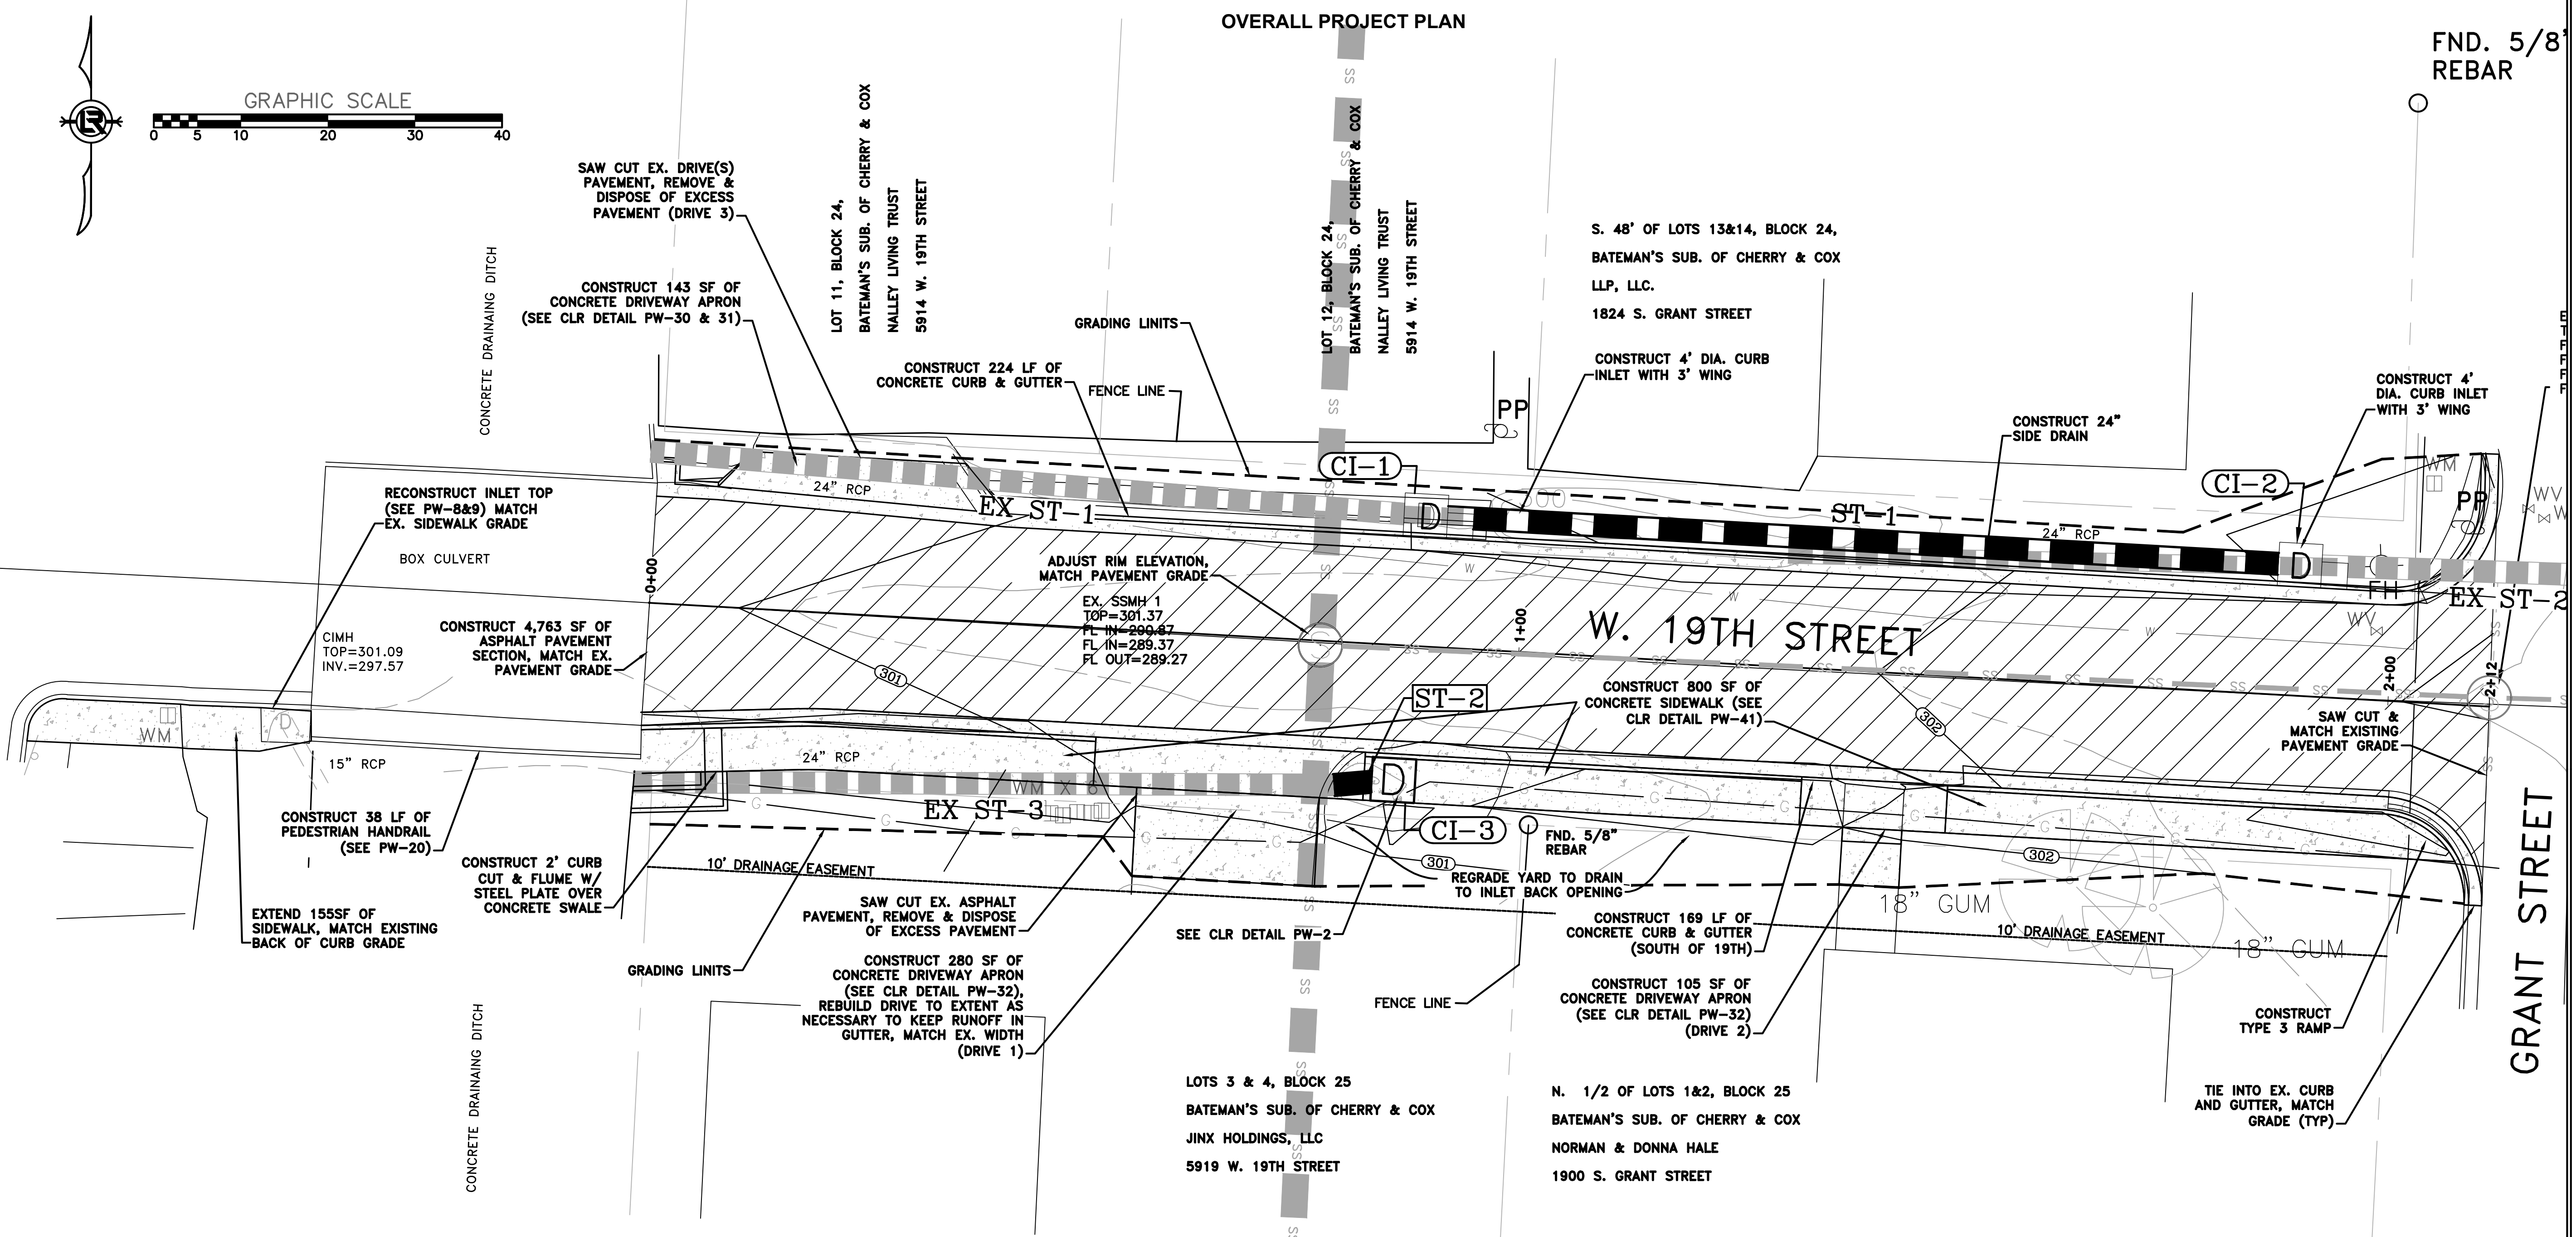 OVERALL PROJECT PLAN
FND. 5/8"
REBAR
GRAPHIC SCALE
0 5 10 20 30 40
SAW CUT EX. DRIVE(S)
PAVEMENT, REMOVE &
DISPOSE OF EXCESS
PAVEMENT (DRIVE 3)
CONSTRUCT 143 SF OF
CONCRETE DRIVEWAY APRON
(SEE CLR DETAIL PW-30 & 31)
CONCRETE DRAINAING DITCH
LOT 11, BLOCK 24,
BATEMAN'S SUB. OF CHERRY & COX
NALLEY LIVING TRUST
5914 W. 19TH STREET
GRADING LINITS
CONSTRUCT 224 LF OF
CONCRETE CURB & GUTTER
FENCE LINE
LOT 12, BLOCK 24,
BATEMAN'S SUB. OF CHERRY & COX
NALLEY LIVING TRUST
5914 W. 19TH STREET
S. 48' OF LOTS 13&14, BLOCK 24,
BATEMAN'S SUB. OF CHERRY & COX
LLP, LLC.
1824 S. GRANT STREET
CONSTRUCT 4' DIA. CURB
INLET WITH 3' WING
PP
CONSTRUCT 24"
SIDE DRAIN
CONSTRUCT 4'
DIA. CURB INLET
WITH 3' WING
E
T
F
F
F
F
CI-1
CI-2
WM
PP
WV
W
D
D
24" RCP
EX ST-1
ST-1
24" RCP
FH
EX ST-2
WV
RECONSTRUCT INLET TOP
(SEE PW-8&9) MATCH
EX. SIDEWALK GRADE
BOX CULVERT
0+00
ADJUST RIM ELEVATION,
MATCH PAVEMENT GRADE
EX. SSMH 1
TOP=301.37
FL IN=290.87
FL IN=289.37
FL OUT=289.27
1+00
W. 19TH STREET
2+00
2+12
CIMH
TOP=301.09
INV.=297.57
CONSTRUCT 4,763 SF OF
ASPHALT PAVEMENT
SECTION, MATCH EX.
PAVEMENT GRADE
301
ST-2
CONSTRUCT 800 SF OF
CONCRETE SIDEWALK (SEE
CLR DETAIL PW-41)
302
SAW CUT &
MATCH EXISTING
PAVEMENT GRADE
WM
D
15" RCP
24" RCP
WM X 6
EX ST-3
D
CI-3
FND. 5/8"
REBAR
301
302
CONSTRUCT 38 LF OF
PEDESTRIAN HANDRAIL
(SEE PW-20)
CONSTRUCT 2' CURB
CUT & FLUME W/
STEEL PLATE OVER
CONCRETE SWALE
10' DRAINAGE EASEMENT
REGRADE YARD TO DRAIN
TO INLET BACK OPENING
18" GUM
EXTEND 155SF OF
SIDEWALK, MATCH EXISTING
BACK OF CURB GRADE
SAW CUT EX. ASPHALT
PAVEMENT, REMOVE & DISPOSE
OF EXCESS PAVEMENT
SEE CLR DETAIL PW-2
CONSTRUCT 169 LF OF
CONCRETE CURB & GUTTER
(SOUTH OF 19TH)
10' DRAINAGE EASEMENT
18" GUM
GRADING LINITS
CONSTRUCT 280 SF OF
CONCRETE DRIVEWAY APRON
(SEE CLR DETAIL PW-32),
REBUILD DRIVE TO EXTENT AS
NECESSARY TO KEEP RUNOFF IN
GUTTER, MATCH EX. WIDTH
(DRIVE 1)
FENCE LINE
CONSTRUCT 105 SF OF
CONCRETE DRIVEWAY APRON
(SEE CLR DETAIL PW-32)
(DRIVE 2)
CONSTRUCT
TYPE 3 RAMP
GRANT STREET
CONCRETE DRAINAING DITCH
LOTS 3 & 4, BLOCK 25
BATEMAN'S SUB. OF CHERRY & COX
JINX HOLDINGS, LLC
5919 W. 19TH STREET
N. 1/2 OF LOTS 1&2, BLOCK 25
BATEMAN'S SUB. OF CHERRY & COX
NORMAN & DONNA HALE
1900 S. GRANT STREET
TIE INTO EX. CURB
AND GUTTER, MATCH
GRADE (TYP)